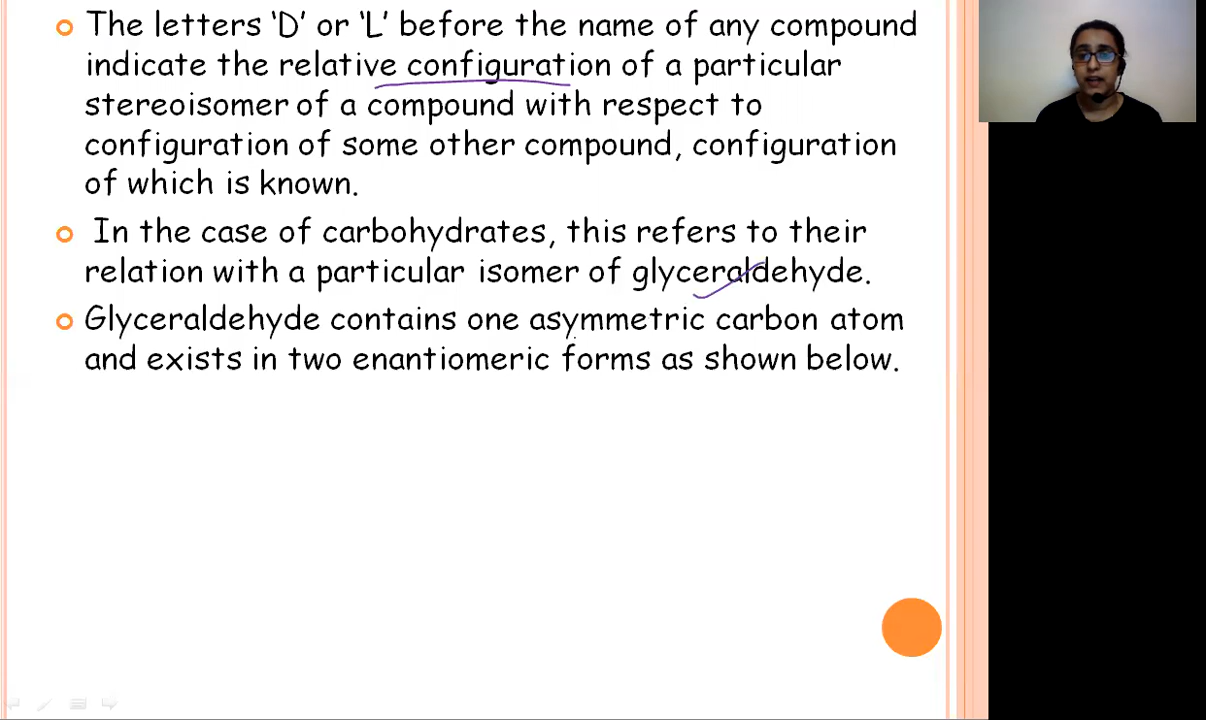 The letters ‘D’ or ‘L’ before the name of any compound
indicate the relative configuration of a particular
stereoisomer of a compound with respect to
configuration of some other compound, configuration
of which is known.
In the case of carbohydrates, this refers to their
relation with a particular isomer of glyceraldehyde.
Glyceraldehyde contains one asymmetric carbon atom
and exists in two enantiomeric forms as shown below.